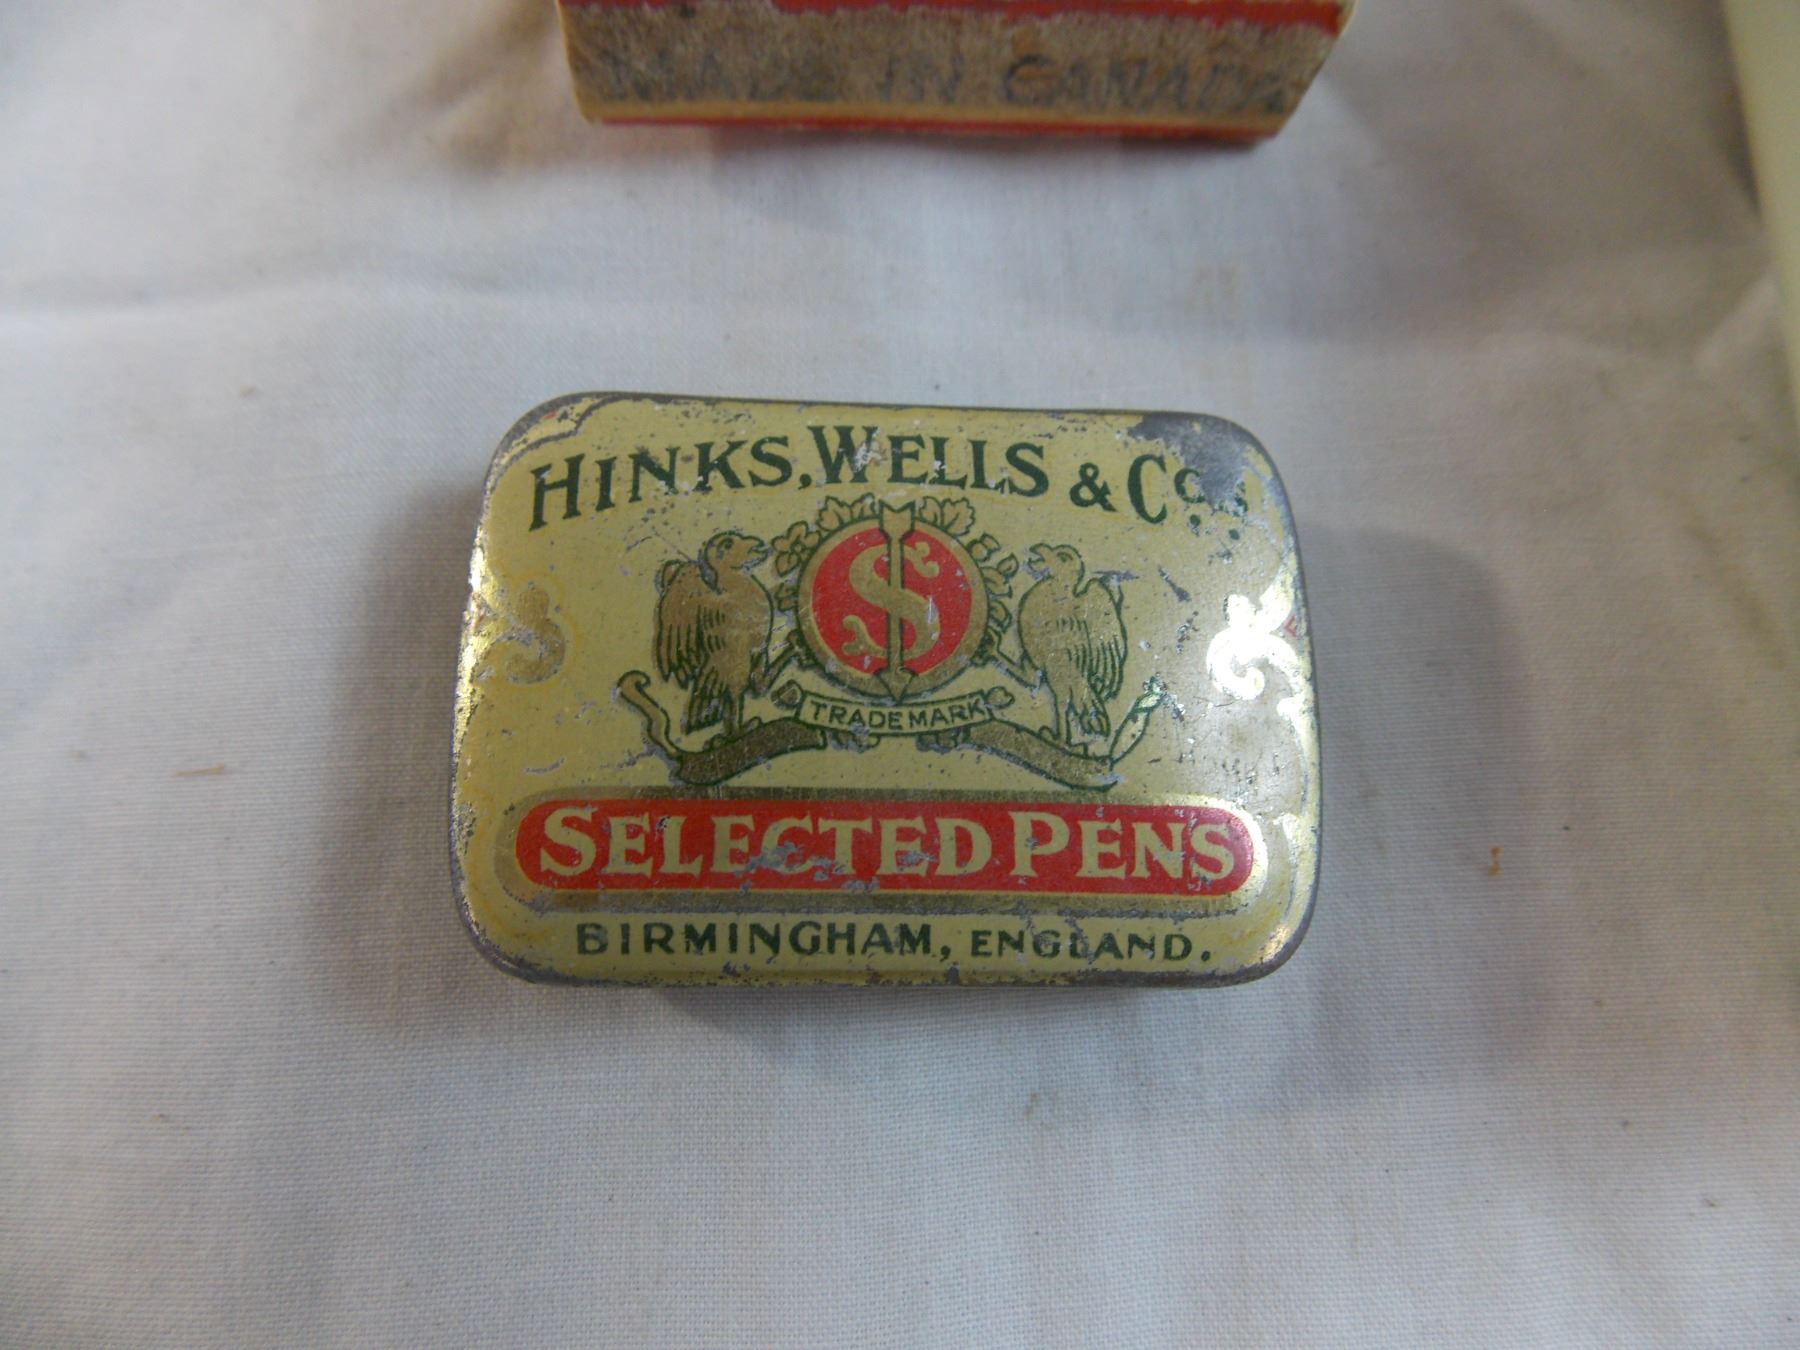 MADE IN CANADA
HINKS, WELLS & Co's
S
TRADE MARK
SELECTED PENS
BIRMINGHAM, ENGLAND.